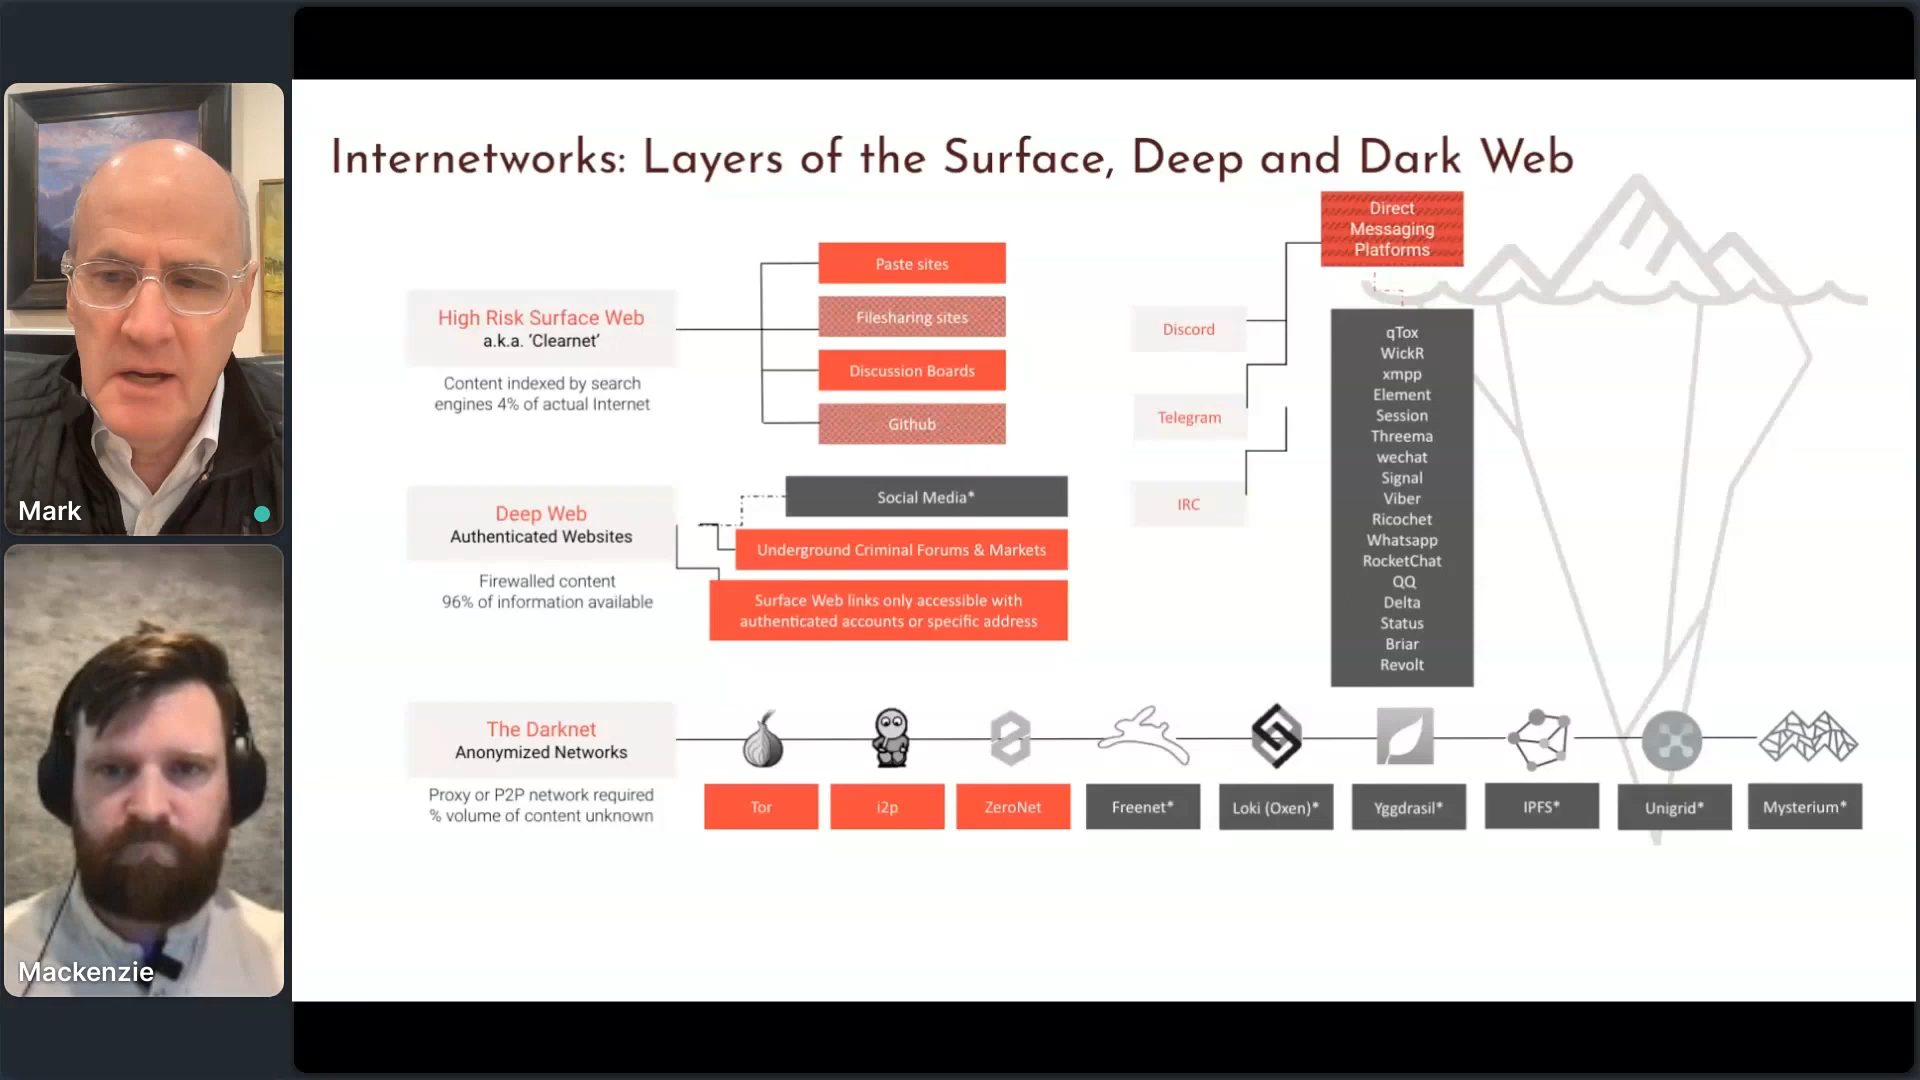 Internetworks: Layers of the Surface, Deep and Dark Web
High Risk Surface Web
a.k.a. 'Clearnet'
Content indexed by search
engines 4% of actual Internet
Paste sites
Filesharing sites
Discussion Boards
Github
Deep Web
Authenticated Websites
Firewalled content
96% of information available
Social Media*
Underground Criminal Forums & Markets
Surface Web links only accessible with
authenticated accounts or specific address
Direct
Messaging
Platforms
Discord
Telegram
IRC
qTox
WickR
xmpp
Element
Session
Threema
wechat
Signal
Viber
Ricochet
Whatsapp
RocketChat
QQ
Delta
Status
Briar
Revolt
The Darknet
Anonymized Networks
Proxy or P2P network required
% volume of content unknown
Tor
i2p
ZeroNet
Freenet*
Loki (Oxen)*
Yggdrasil*
IPFS*
Unigrid*
Mysterium*
Mark
Mackenzie